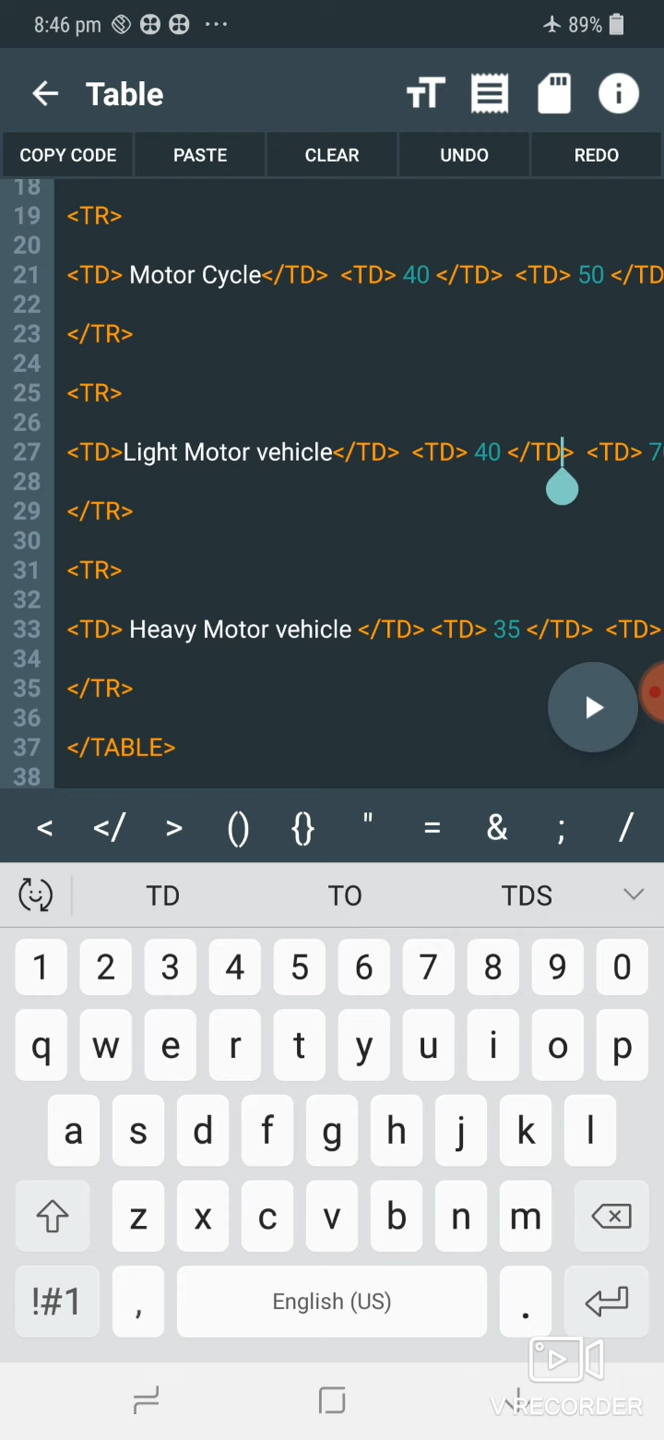 8:46 pm ... 89%
Table
COPY CODE PASTE CLEAR UNDO REDO
18
19 <TR>
20
21 <TD> Motor Cycle</TD> <TD> 40 </TD> <TD> 50 </TD
22
23 </TR>
24
25 <TR>
26
27 <TD>Light Motor vehicle</TD> <TD> 40 </TD> <TD> 70
28
29 </TR>
30
31 <TR>
32
33 <TD> Heavy Motor vehicle </TD> <TD> 35 </TD> <TD>
34
35 </TR>
36
37 </TABLE>
38
< </ > () {} " = & ; /
TD TO TDS
1 2 3 4 5 6 7 8 9 0
q w e r t y u i o p
a s d f g h j k l
z x c v b n m
!#1 , English (US) .
V RECORDER